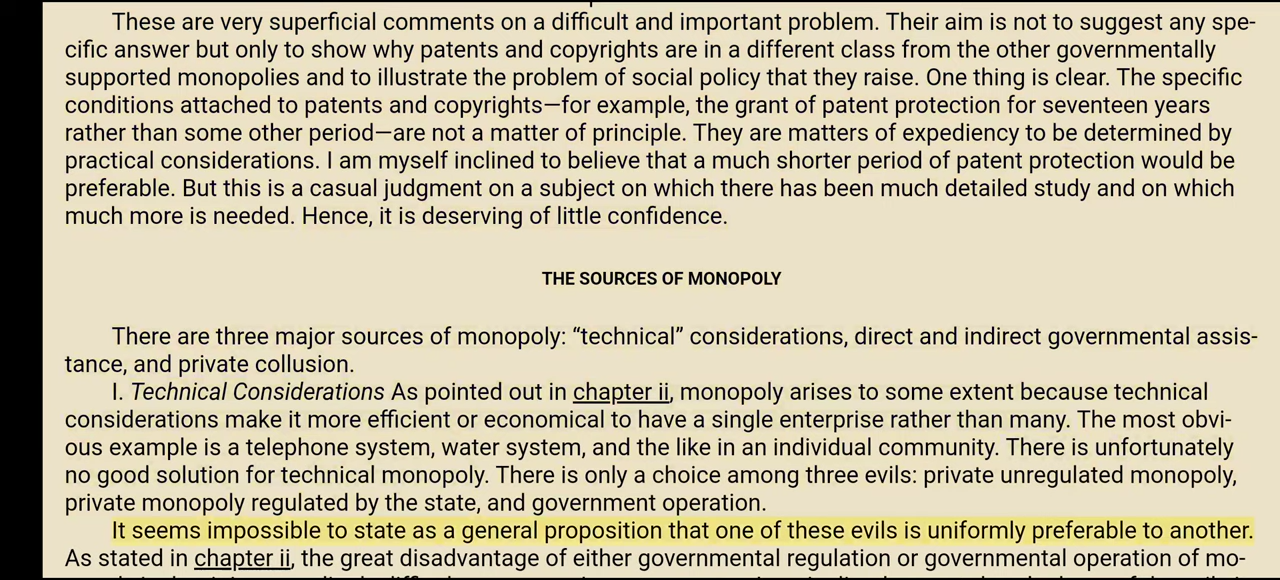 These are very superficial comments on a difficult and important problem. Their aim is not to suggest any spe-
cific answer but only to show why patents and copyrights are in a different class from the other governmentally
supported monopolies and to illustrate the problem of social policy that they raise. One thing is clear. The specific
conditions attached to patents and copyrights—for example, the grant of patent protection for seventeen years
rather than some other period—are not a matter of principle. They are matters of expediency to be determined by
practical considerations. I am myself inclined to believe that a much shorter period of patent protection would be
preferable. But this is a casual judgment on a subject on which there has been much detailed study and on which
much more is needed. Hence, it is deserving of little confidence.
THE SOURCES OF MONOPOLY
There are three major sources of monopoly: “technical” considerations, direct and indirect governmental assis-
tance, and private collusion.
I. Technical Considerations As pointed out in chapter ii, monopoly arises to some extent because technical
considerations make it more efficient or economical to have a single enterprise rather than many. The most obvi-
ous example is a telephone system, water system, and the like in an individual community. There is unfortunately
no good solution for technical monopoly. There is only a choice among three evils: private unregulated monopoly,
private monopoly regulated by the state, and government operation.
It seems impossible to state as a general proposition that one of these evils is uniformly preferable to another.
As stated in chapter ii, the great disadvantage of either governmental regulation or governmental operation of mo-